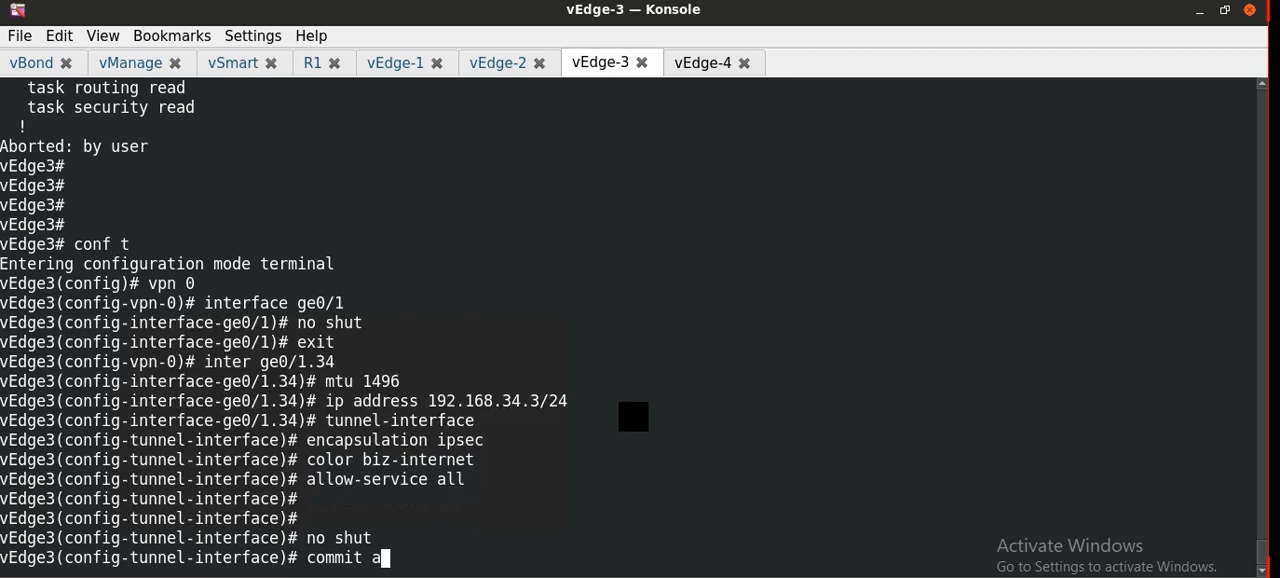 vEdge-3 — Konsole
File Edit View Bookmarks Settings Help
vBond vManage vSmart R1 vEdge-1 vEdge-2 vEdge-3 vEdge-4
task routing read
task security read
!
Aborted: by user
vEdge3#
vEdge3#
vEdge3#
vEdge3#
vEdge3# conf t
Entering configuration mode terminal
vEdge3(config)# vpn 0
vEdge3(config-vpn-0)# interface ge0/1
vEdge3(config-interface-ge0/1)# no shut
vEdge3(config-interface-ge0/1)# exit
vEdge3(config-vpn-0)# inter ge0/1.34
vEdge3(config-interface-ge0/1.34)# mtu 1496
vEdge3(config-interface-ge0/1.34)# ip address 192.168.34.3/24
vEdge3(config-interface-ge0/1.34)# tunnel-interface
vEdge3(config-tunnel-interface)# encapsulation ipsec
vEdge3(config-tunnel-interface)# color biz-internet
vEdge3(config-tunnel-interface)# allow-service all
vEdge3(config-tunnel-interface)#
vEdge3(config-tunnel-interface)#
vEdge3(config-tunnel-interface)# no shut
vEdge3(config-tunnel-interface)# commit a
Activate Windows
Go to Settings to activate Windows.